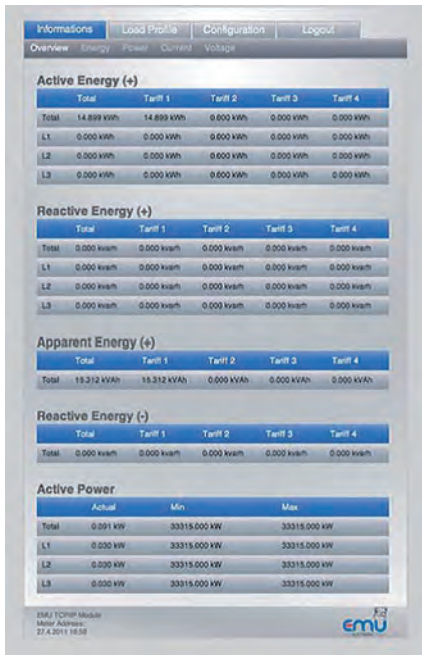 Informations Load Profile Configuration Logout
Overview Energy Power Current Voltage
Active Energy (+)
Total Tariff 1 Tariff 2 Tariff 3 Tariff 4
Total 14.899 kWh 14.899 kWh 0.000 kWh 0.000 kWh 0.000 kWh
L1 0.000 kWh 0.000 kWh 0.000 kWh 0.000 kWh 0.000 kWh
L2 0.000 kWh 0.000 kWh 0.000 kWh 0.000 kWh 0.000 kWh
L3 0.000 kWh 0.000 kWh 0.000 kWh 0.000 kWh 0.000 kWh
Reactive Energy (+)
Total Tariff 1 Tariff 2 Tariff 3 Tariff 4
Total 0.000 kvarh 0.000 kvarh 0.000 kvarh 0.000 kvarh 0.000 kvarh
L1 0.000 kvarh 0.000 kvarh 0.000 kvarh 0.000 kvarh 0.000 kvarh
L2 0.000 kvarh 0.000 kvarh 0.000 kvarh 0.000 kvarh 0.000 kvarh
L3 0.000 kvarh 0.000 kvarh 0.000 kvarh 0.000 kvarh 0.000 kvarh
Apparent Energy (+)
Total Tariff 1 Tariff 2 Tariff 3 Tariff 4
Total 15.312 kVAh 15.312 kVAh 0.000 kVAh 0.000 kVAh 0.000 kVAh
Reactive Energy (-)
Total Tariff 1 Tariff 2 Tariff 3 Tariff 4
Total 0.000 kvarh 0.000 kvarh 0.000 kvarh 0.000 kvarh 0.000 kvarh
Active Power
Actual Min Max
Total 0.091 kW 33315.000 kW 33315.000 kW
L1 0.030 kW 33315.000 kW 33315.000 kW
L2 0.030 kW 33315.000 kW 33315.000 kW
L3 0.030 kW 33315.000 kW 33315.000 kW
EMU TCP/IP Module
Meter Address:
27.4.2011 16:58
emu